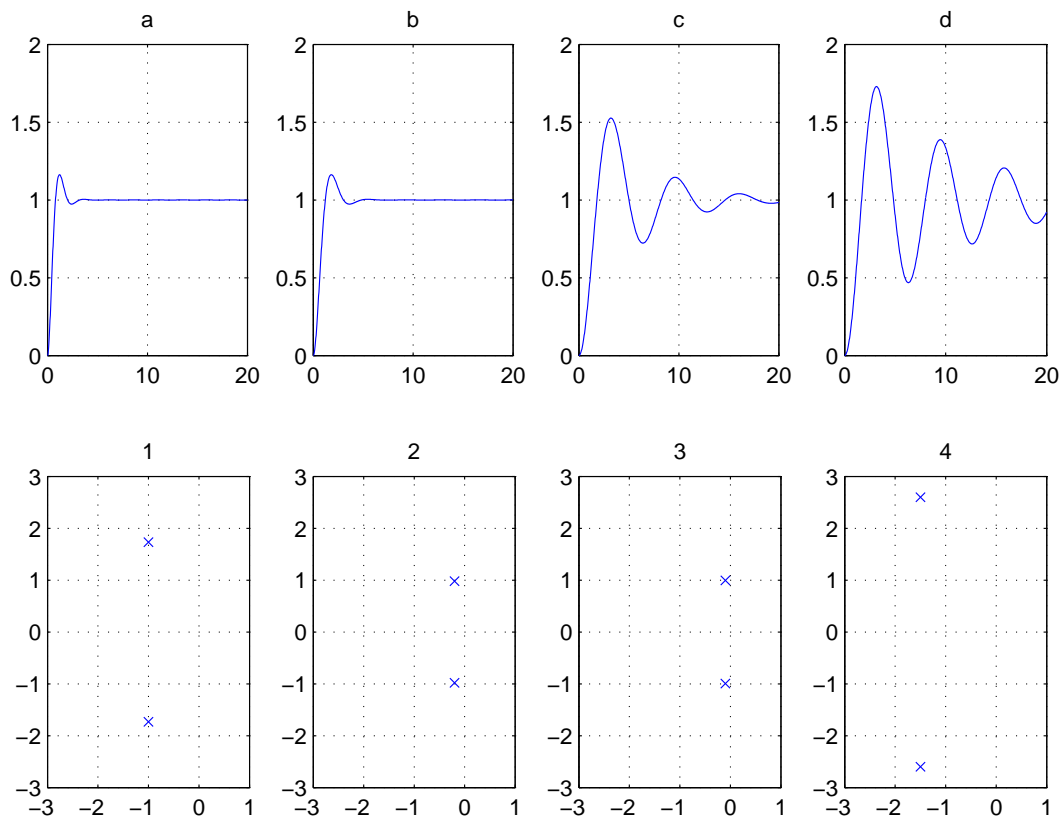 a b c d
2 2 2 2
1.5 1.5 1.5 1.5
1 1 1 1
0.5 0.5 0.5 0.5
0 0 0 0
0 10 20 0 10 20 0 10 20 0 10 20
1 2 3 4
3 3 3 3
2 2 2 2
1 1 1 1
0 0 0 0
−1 −1 −1 −1
−2 −2 −2 −2
−3 −3 −3 −3
−3 −2 −1 0 1 −3 −2 −1 0 1 −3 −2 −1 0 1 −3 −2 −1 0 1